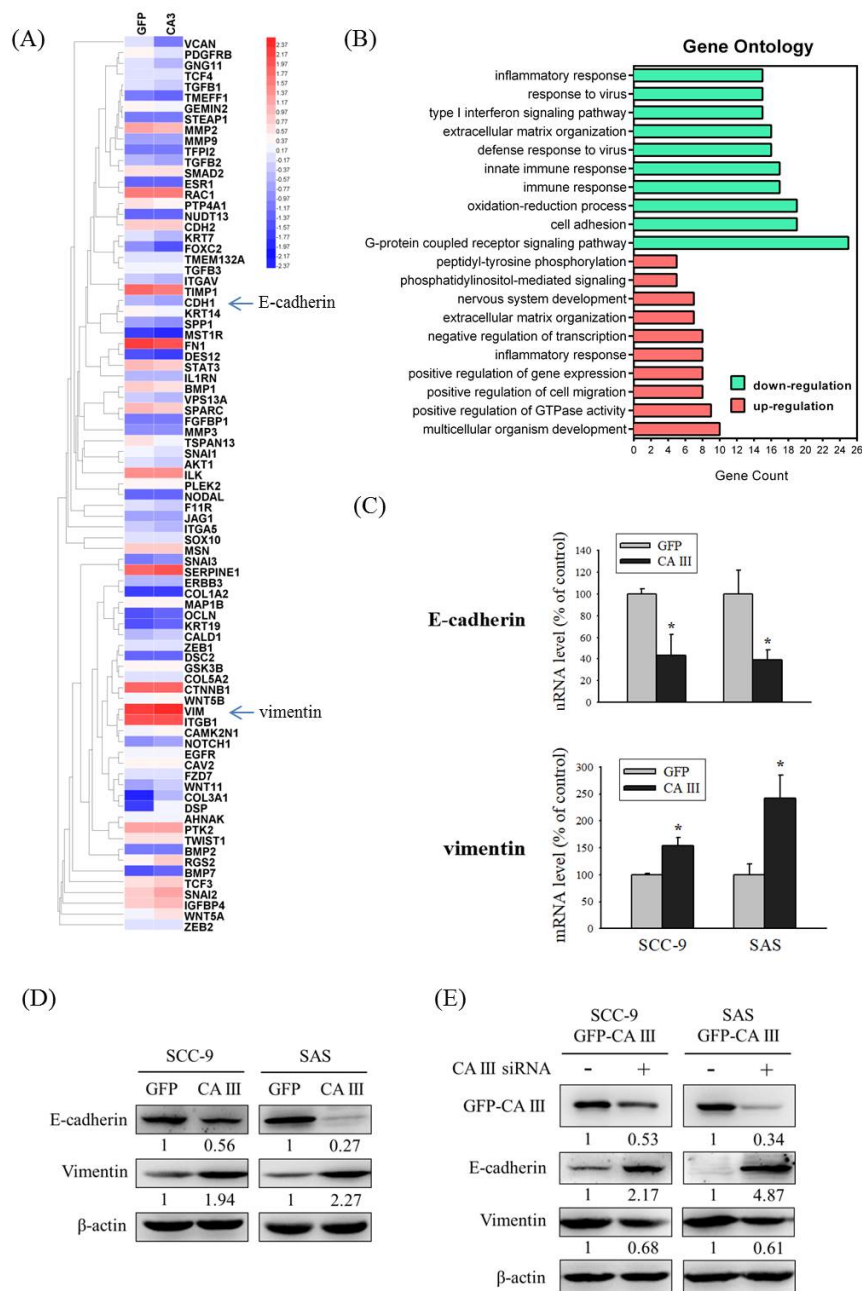 (A)
GFP
CA3
VCAN
PDGFRB
GNG11
TCF4
TGFB1
TMEFF1
GEMIN2
STEAP1
MMP2
MMP9
TFPI2
TGFB2
SMAD2
ESR1
RAC1
PTP4A1
NUDT13
CDH2
KRT7
FOXC2
TMEM132A
TGFB3
ITGAV
TIMP1
CDH1
KRT14
SPP1
MST1R
FN1
DES12
STAT3
IL1RN
BMP1
VPS13A
SPARC
FGFBP1
MMP3
TSPAN13
SNAI1
AKT1
ILK
PLEK2
NODAL
F11R
JAG1
ITGA5
SOX10
MSN
SNAI3
SERPINE1
ERBB3
COL1A2
MAP1B
OCLN
KRT19
CALD1
ZEB1
DSC2
GSK3B
COL5A2
CTNNB1
WNT5B
VIM
ITGB1
CAMK2N1
NOTCH1
EGFR
CAV2
FZD7
WNT11
COL3A1
DSP
AHNAK
PTK2
TWIST1
BMP2
RGS2
BMP7
TCF3
SNAI2
IGFBP4
WNT5A
ZEB2
2.37
1.97
1.77
1.57
1.37
1.17
0.97
0.77
0.57
0.37
0.17
-0.17
-0.37
-0.57
-0.77
-0.97
-1.17
-1.37
-1.57
-1.77
-1.97
-2.37
E-cadherin
vimentin
(B)
Gene Ontology
inflammatory response
response to virus
type I interferon signaling pathway
extracellular matrix organization
defense response to virus
innate immune response
immune response
oxidation-reduction process
cell adhesion
G-protein coupled receptor signaling pathway
peptidyl-tyrosine phosphorylation
phosphatidylinositol-mediated signaling
nervous system development
extracellular matrix organization
negative regulation of transcription
inflammatory response
positive regulation of gene expression
positive regulation of cell migration
positive regulation of GTPase activity
multicellular organism development
down-regulation
up-regulation
0 2 4 6 8 10 12 14 16 18 20 22 24 26
Gene Count
(C)
E-cadherin
uRNA level (% of control)
140
120
100
80
60
40
20
0
GFP
CA III
*
*
vimentin
mRNA level (% of control)
300
250
200
150
100
50
0
GFP
CA III
*
*
SCC-9 SAS
(D)
SCC-9 SAS
GFP CA III GFP CA III
E-cadherin
1 0.56 1 0.27
Vimentin
1 1.94 1 2.27
β-actin
(E)
SCC-9 SAS
GFP-CA III GFP-CA III
CA III siRNA - + - +
GFP-CA III
1 0.53 1 0.34
E-cadherin
1 2.17 1 4.87
Vimentin
1 0.68 1 0.61
β-actin